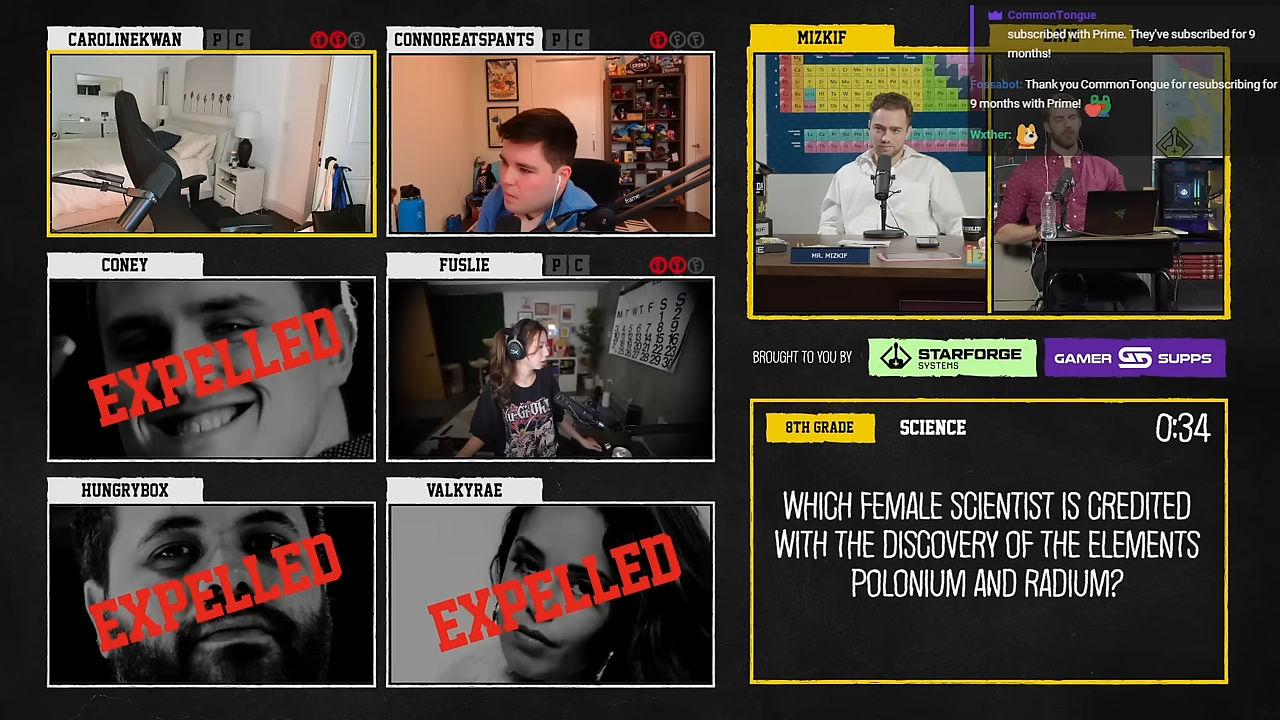 CAROLINEKWAN
P C
F F F
CONNOREATSPANTS
P C
F F F
CONEY
EXPELLED
FUSLIE
P C
F F F
M T W T F S S
HUNGRYBOX
EXPELLED
VALKYRAE
EXPELLED
MIZKIF
MR. MIZKIF
CommonTongue
subscribed with Prime. They've subscribed for 9
months!
Fossabot: Thank you CommonTongue for resubscribing for
9 months with Prime!
Wxther:
BROUGHT TO YOU BY
STARFORGE
SYSTEMS
GAMER SUPPS
8TH GRADE
SCIENCE
0:34
WHICH FEMALE SCIENTIST IS CREDITED
WITH THE DISCOVERY OF THE ELEMENTS
POLONIUM AND RADIUM?